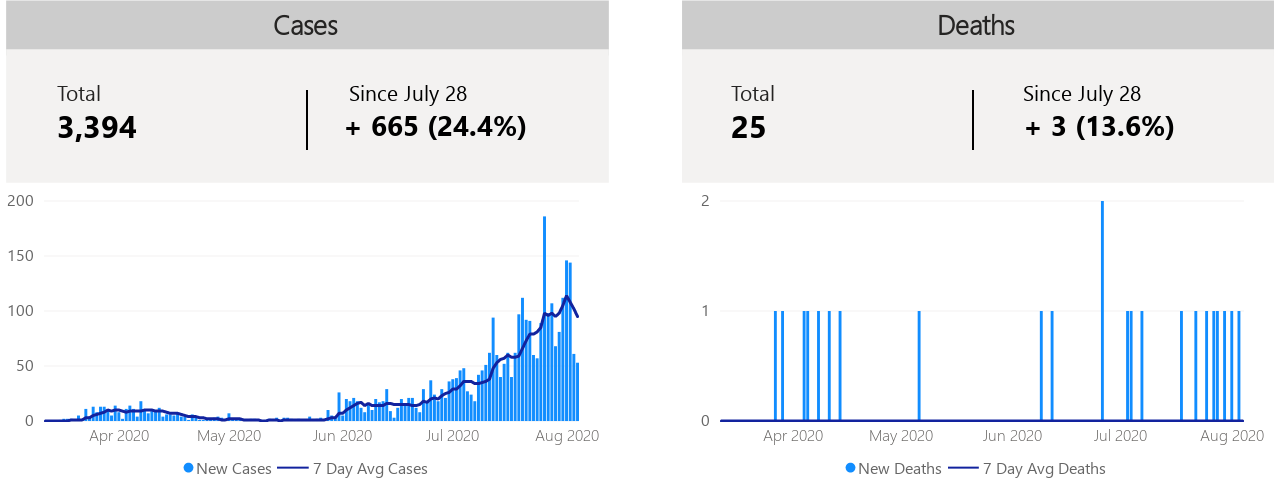 Cases
Total
3,394
Since July 28
+ 665 (24.4%)
200
150
100
50
0
Apr 2020 May 2020 Jun 2020 Jul 2020 Aug 2020
New Cases 7 Day Avg Cases
Deaths
Total
25
Since July 28
+ 3 (13.6%)
2
1
0
Apr 2020 May 2020 Jun 2020 Jul 2020 Aug 2020
New Deaths 7 Day Avg Deaths